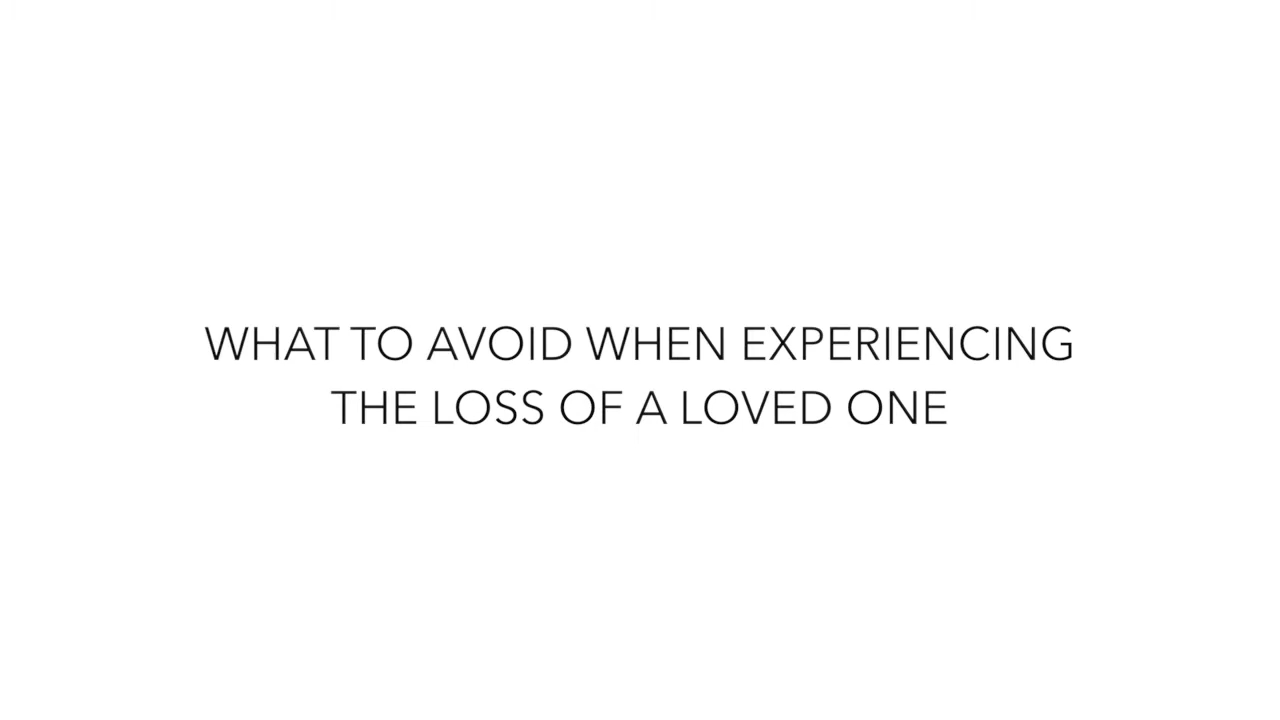 WHAT TO AVOID WHEN EXPERIENCING
THE LOSS OF A LOVED ONE